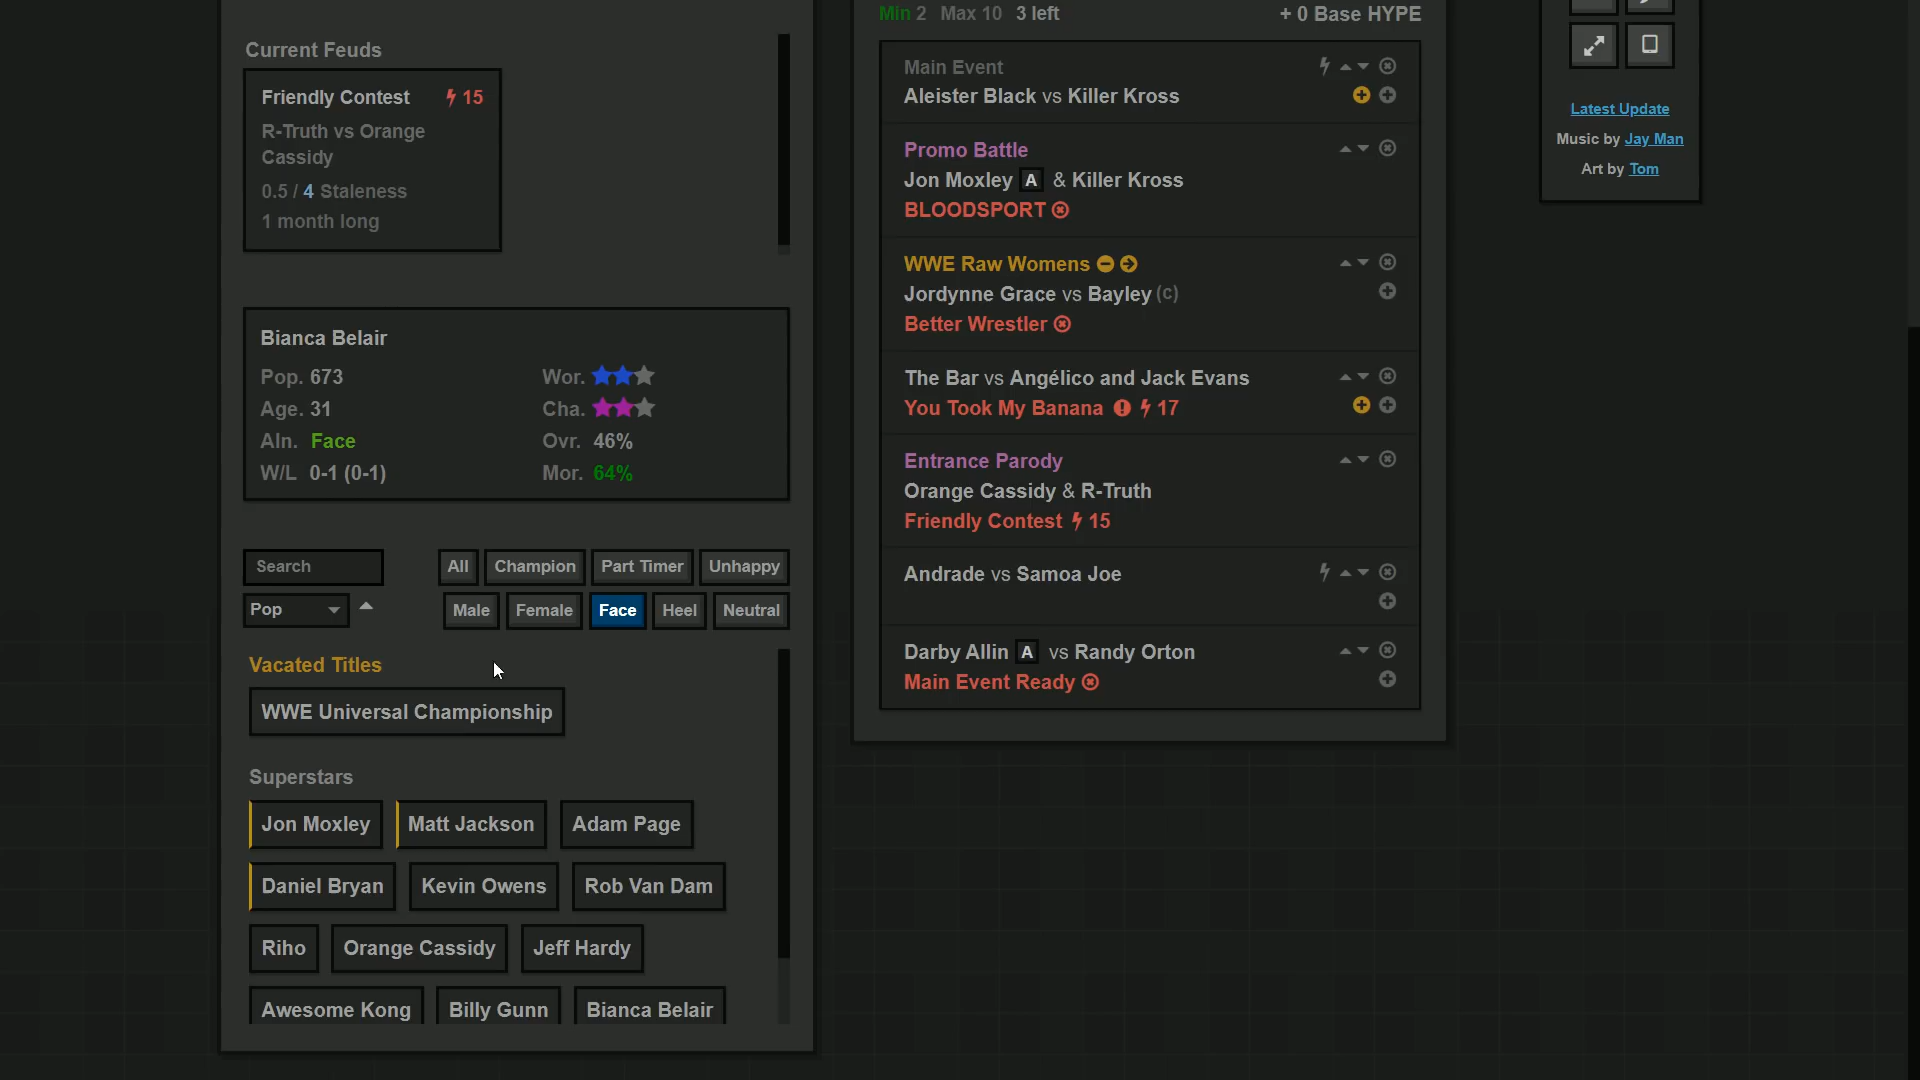 Current Feuds
Friendly Contest 15
R-Truth vs Orange
Cassidy
0.5 / 4 Staleness
1 month long
Bianca Belair
Pop. 673 Wor.
Age. 31 Cha.
Aln. Face Ovr. 46%
W/L 0-1 (0-1) Mor. 64%
Search All Champion Part Timer Unhappy
Pop Male Female Face Heel Neutral
Vacated Titles
WWE Universal Championship
Superstars
Jon Moxley Matt Jackson Adam Page
Daniel Bryan Kevin Owens Rob Van Dam
Riho Orange Cassidy Jeff Hardy
Awesome Kong Billy Gunn Bianca Belair
Min 2 Max 10 3 left + 0 Base HYPE
Main Event
Aleister Black vs Killer Kross
Promo Battle
Jon Moxley A & Killer Kross
BLOODSPORT
WWE Raw Womens
Jordynne Grace vs Bayley (c)
Better Wrestler
The Bar vs Angélico and Jack Evans
You Took My Banana 17
Entrance Parody
Orange Cassidy & R-Truth
Friendly Contest 15
Andrade vs Samoa Joe
Darby Allin A vs Randy Orton
Main Event Ready
Latest Update
Music by Jay Man
Art by Tom